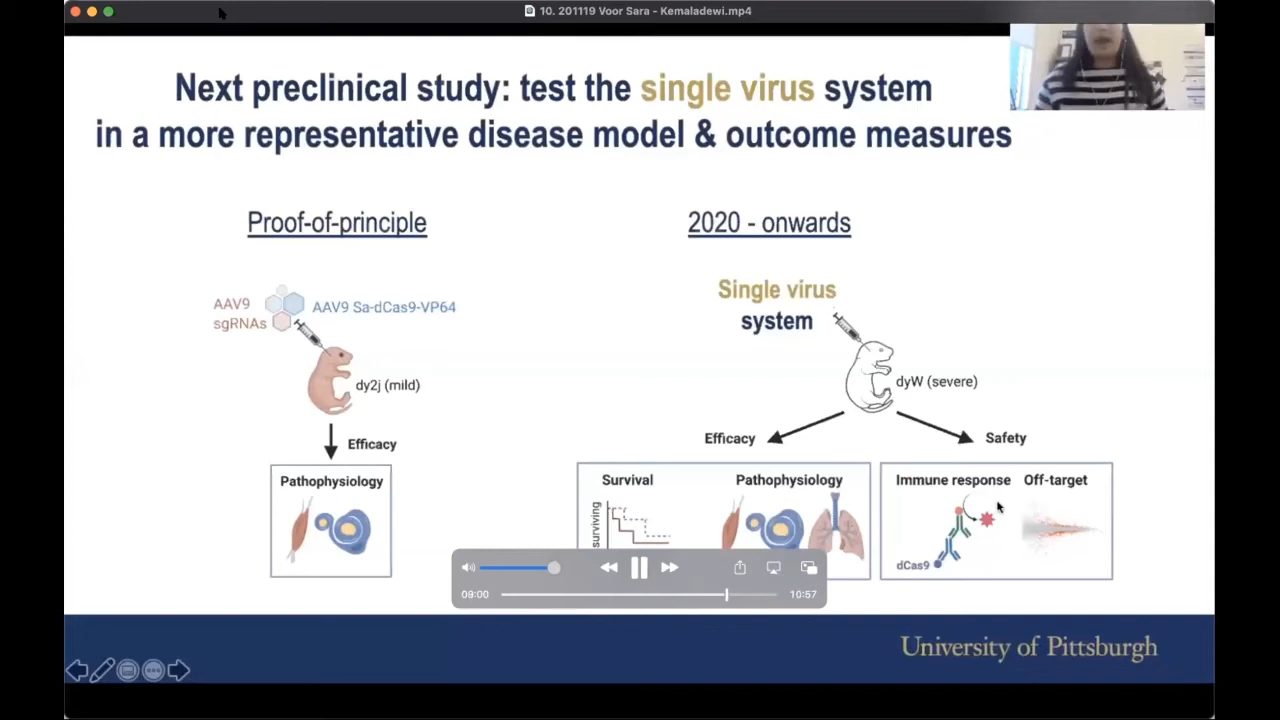 10. 201119 Voor Sara - Kemaladewi.mp4
Next preclinical study: test the single virus system
in a more representative disease model & outcome measures
Proof-of-principle
AAV9
sgRNAs
AAV9 Sa-dCas9-VP64
dy2j (mild)
Efficacy
Pathophysiology
2020 - onwards
Single virus
system
dyW (severe)
Efficacy
Safety
Survival
Pathophysiology
surviving
Immune response
Off-target
dCas9
09:00
10:57
University of Pittsburgh